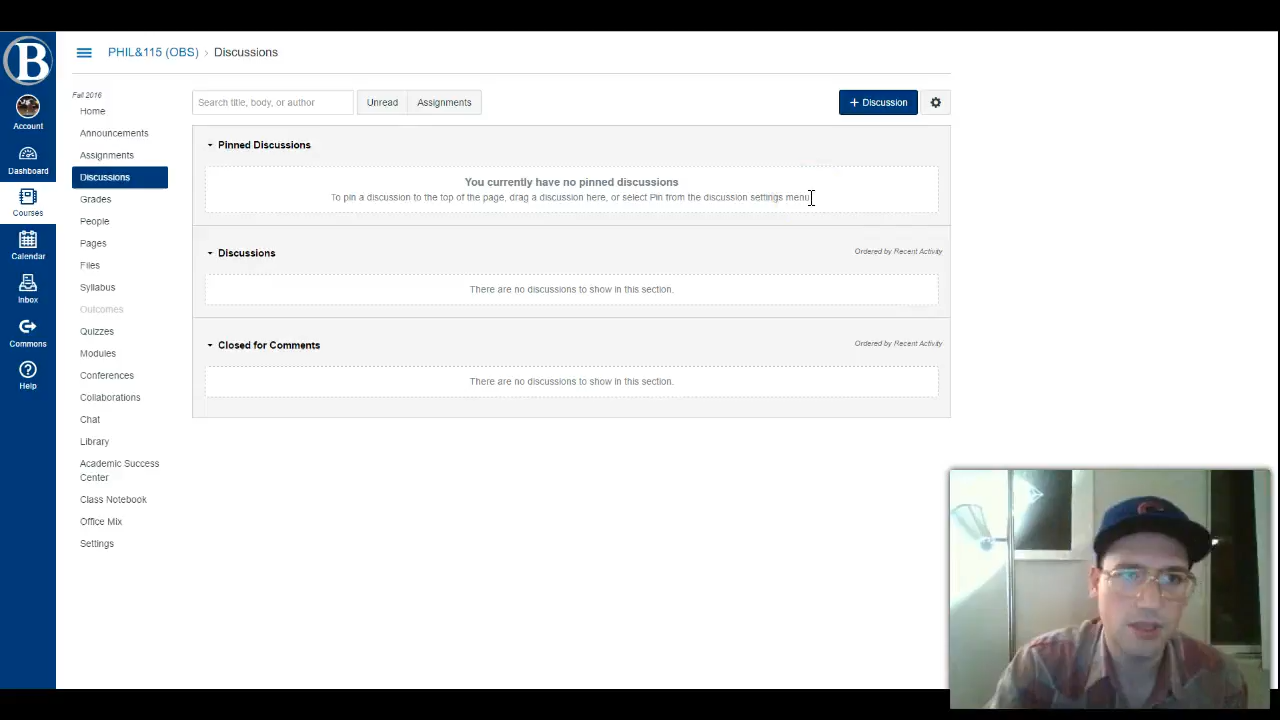 B
PHIL&115 (OBS) › Discussions
Fall 2016
Account
Dashboard
Courses
Calendar
Inbox
Commons
Help
Home
Announcements
Assignments
Discussions
Grades
People
Pages
Files
Syllabus
Outcomes
Quizzes
Modules
Conferences
Collaborations
Chat
Library
Academic Success
Center
Class Notebook
Office Mix
Settings
Search title, body, or author
Unread
Assignments
+ Discussion
Pinned Discussions
You currently have no pinned discussions
To pin a discussion to the top of the page, drag a discussion here, or select Pin from the discussion settings menu.
Discussions
Ordered by Recent Activity
There are no discussions to show in this section.
Closed for Comments
Ordered by Recent Activity
There are no discussions to show in this section.